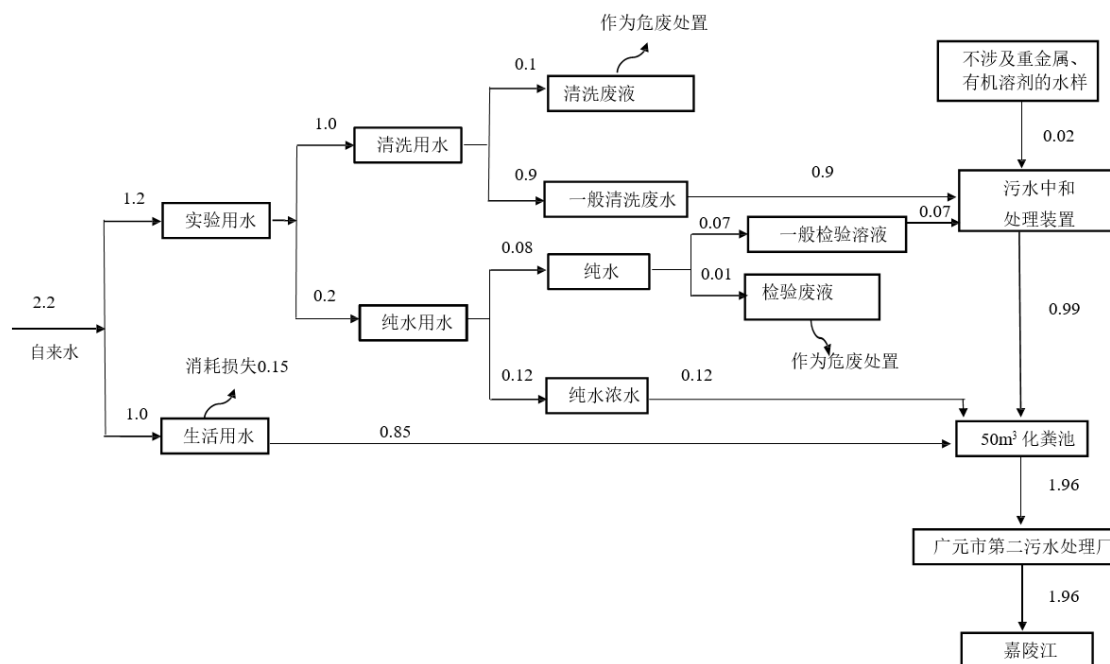 作为危废处置
0.1
清洗废液
不涉及重金属、
有机溶剂的水样
1.0
清洗用水
0.02
0.9
一般清洗废水
0.9
污水中和
处理装置
1.2
实验用水
0.07
一般检验溶液
0.07
0.08
纯水
0.01
检验废液
2.2
自来水
0.2
纯水用水
0.99
作为危废处置
消耗损失0.15
0.12
纯水浓水
0.12
1.0
生活用水
0.85
50m³ 化粪池
1.96
广元市第二污水处理厂
1.96
嘉陵江